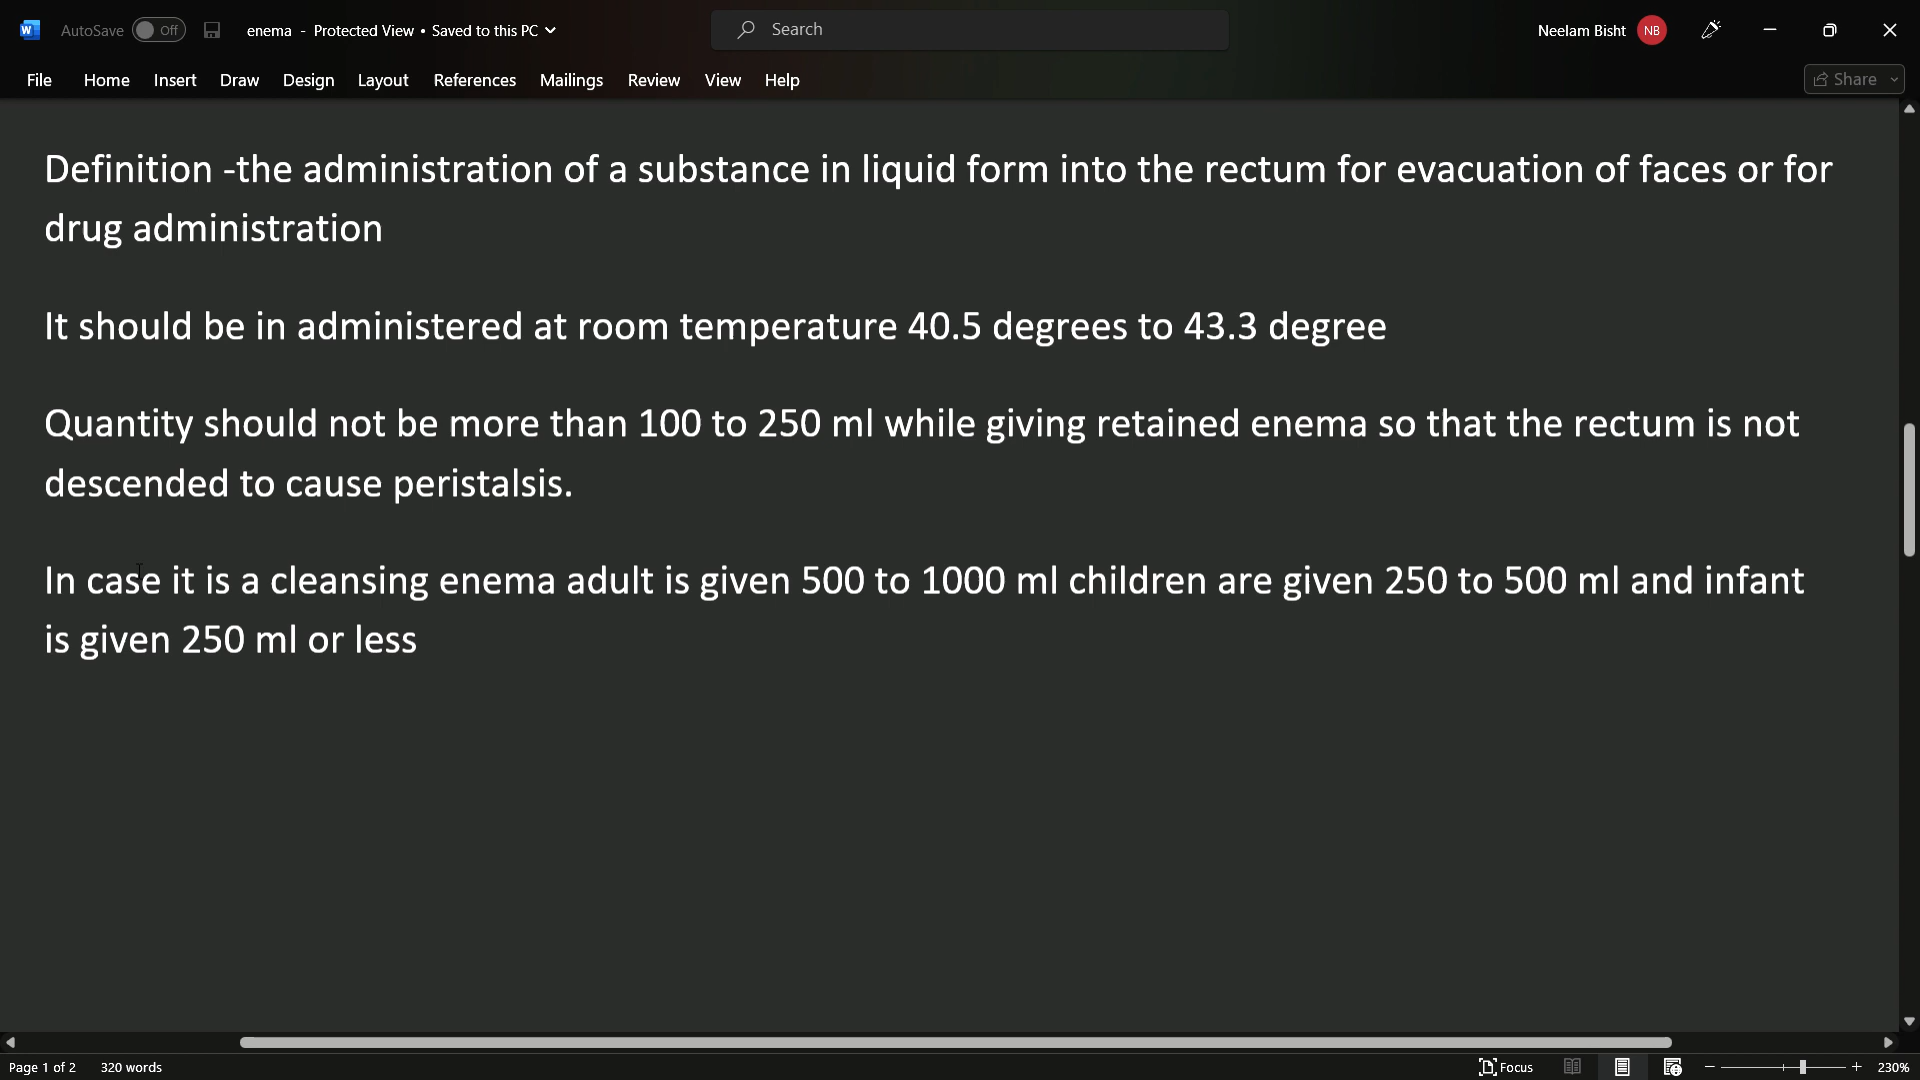 AutoSave Off enema - Protected View • Saved to this PC Search Neelam Bisht NB
File Home Insert Draw Design Layout References Mailings Review View Help Share
Definition -the administration of a substance in liquid form into the rectum for evacuation of faces or for
drug administration
It should be in administered at room temperature 40.5 degrees to 43.3 degree
Quantity should not be more than 100 to 250 ml while giving retained enema so that the rectum is not
descended to cause peristalsis.
In case it is a cleansing enema adult is given 500 to 1000 ml children are given 250 to 500 ml and infant
is given 250 ml or less
Page 1 of 2 320 words Focus 230%